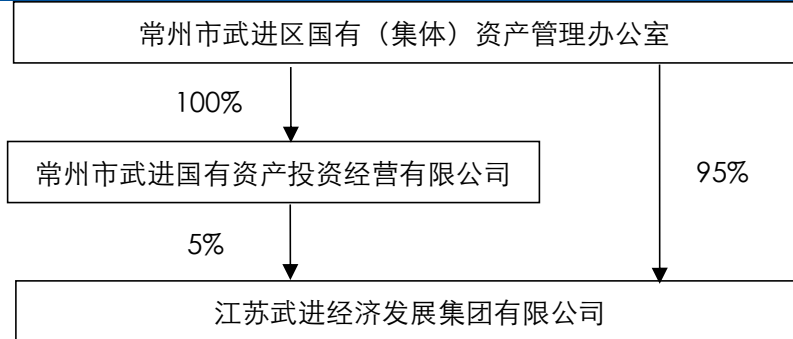 常州市武进区国有（集体）资产管理办公室
100%
常州市武进国有资产投资经营有限公司
95%
5%
江苏武进经济发展集团有限公司